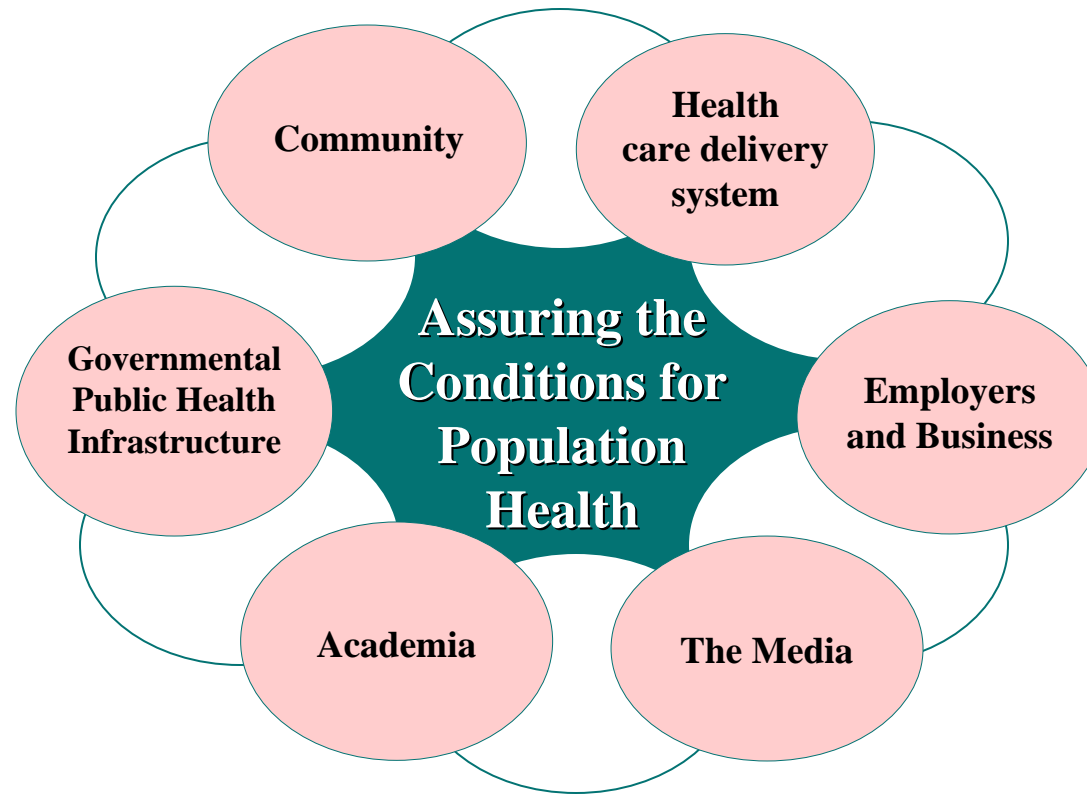 Community
Health
care delivery
system
Governmental
Public Health
Infrastructure
Assuring the
Conditions for
Population
Health
Employers
and Business
Academia
The Media